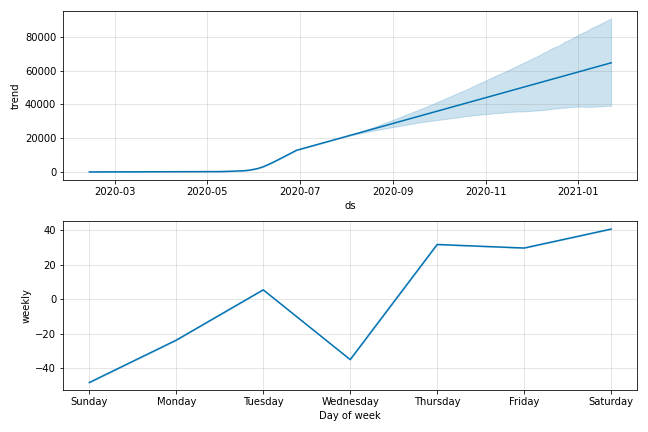 80000
60000
40000
20000
0
trend
2020-03 2020-05 2020-07 2020-09 2020-11 2021-01
ds
40
20
0
−20
−40
weekly
Sunday Monday Tuesday Wednesday Thursday Friday Saturday
Day of week